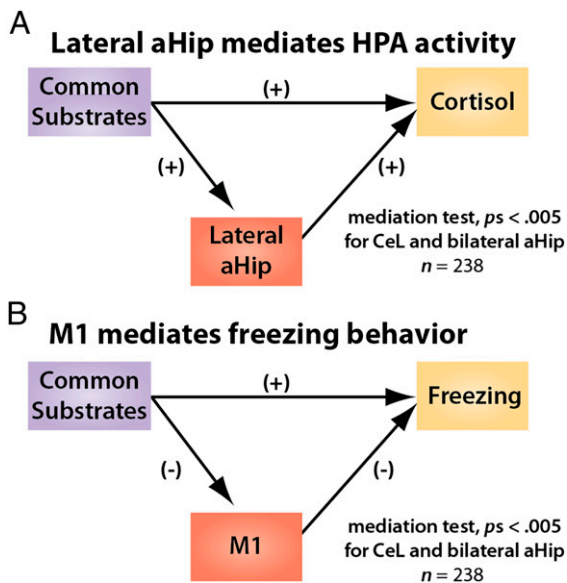 A
Lateral aHip mediates HPA activity
Common
Substrates
(+)
Cortisol
(+)
(+)
Lateral
aHip
mediation test, ps < .005
for CeL and bilateral aHip
n = 238
B
M1 mediates freezing behavior
Common
Substrates
(+)
Freezing
(-)
(-)
M1
mediation test, ps < .005
for CeL and bilateral aHip
n = 238